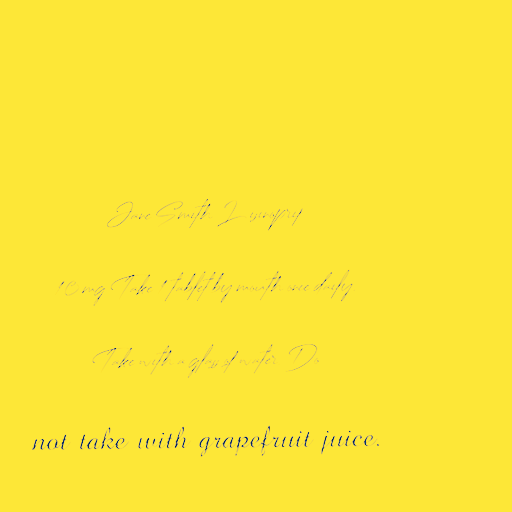 Jane Smith. Lisinopril
10 mg Take 1 tablet by mouth once daily
Take with a glass of water. Do
not take with grapefruit juice.